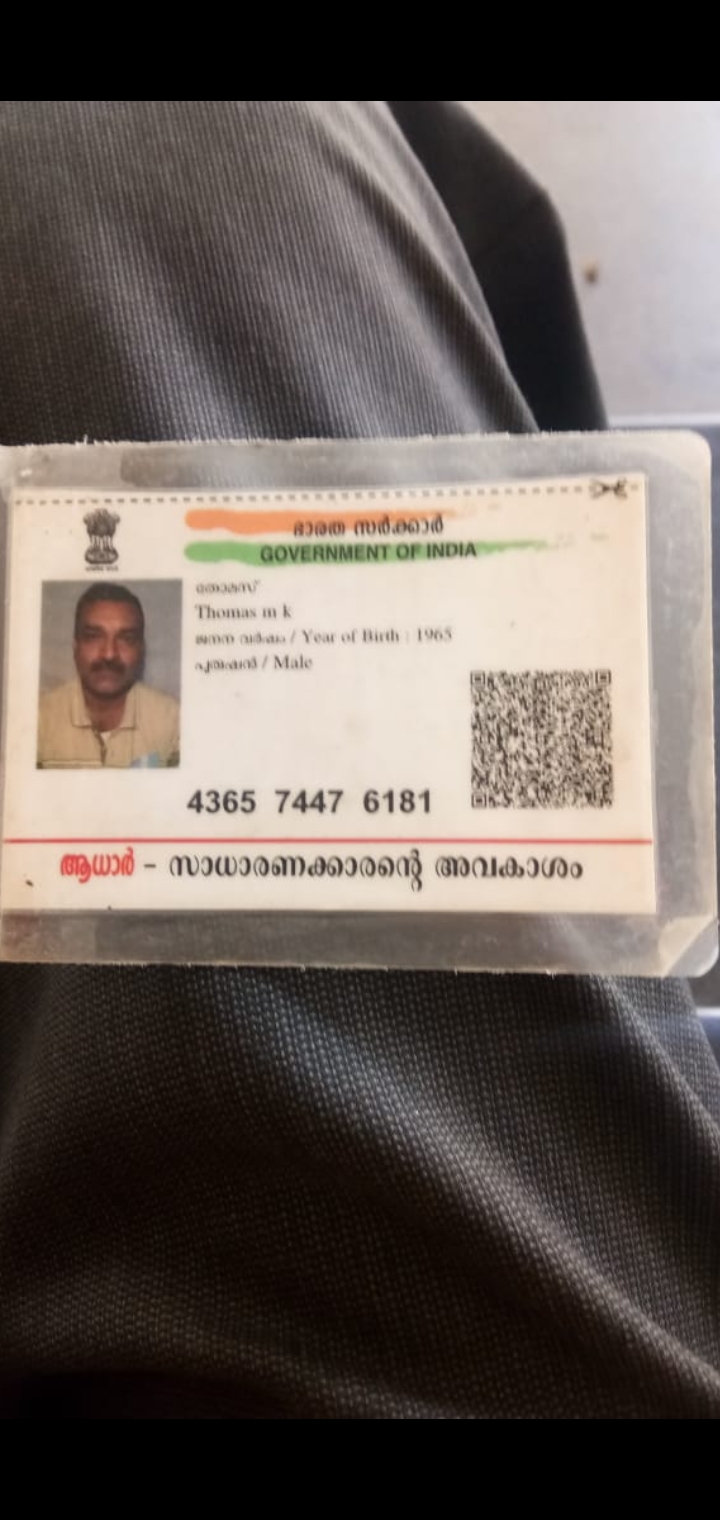 ഭാരത സർക്കാർ
GOVERNMENT OF INDIA
തോമസ്
Thomas m k
ജനന വർഷം / Year of Birth : 1965
പുരുഷൻ / Male
4365 7447 6181
ആധാർ - സാധാരണക്കാരന്റെ അവകാശം